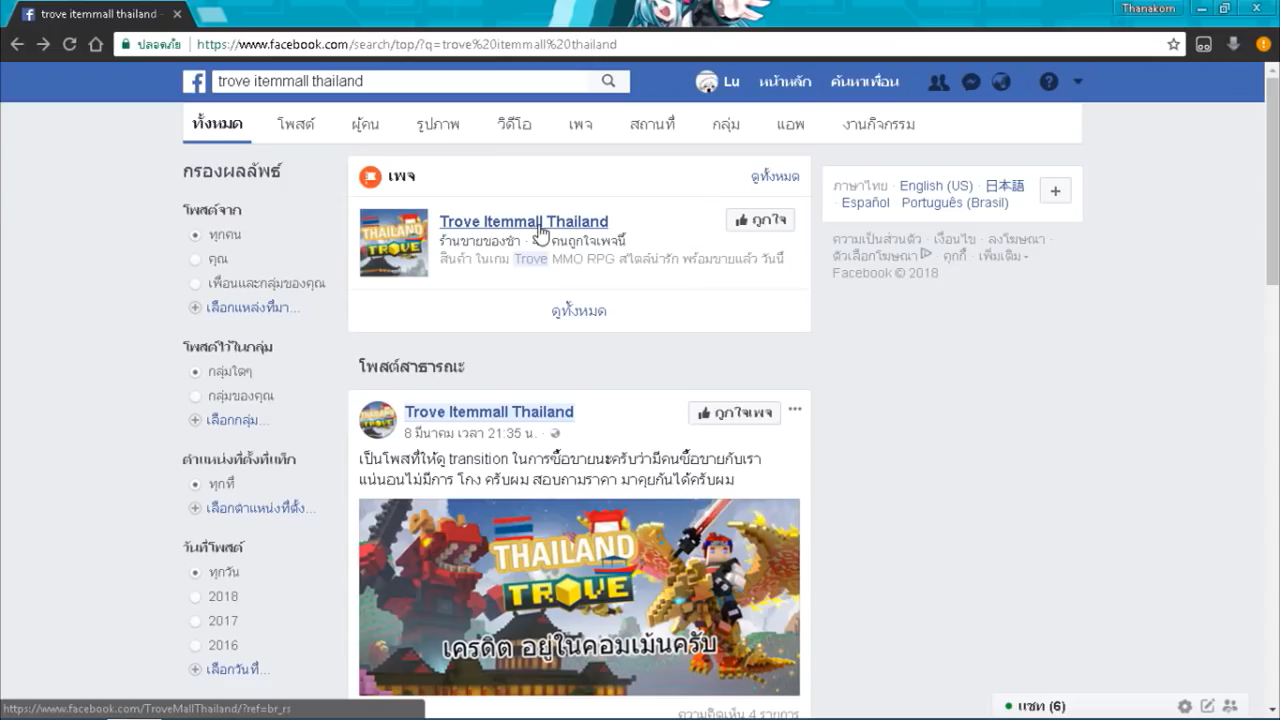 trove itemmall thailand
Thanakorn
ปลอดภัย
https://www.facebook.com/search/top/?q=trove%20itemmall%20thailand
trove itemmall thailand
Lu
หน้าหลัก
ค้นหาเพื่อน
ทั้งหมด
โพสต์
ผู้คน
รูปภาพ
วิดีโอ
เพจ
สถานที่
กลุ่ม
แอพ
งานกิจกรรม
กรองผลลัพธ์
โพสต์จาก
ทุกคน
คุณ
เพื่อนและกลุ่มของคุณ
เลือกแหล่งที่มา...
โพสต์ไว้ในกลุ่ม
กลุ่มใดๆ
กลุ่มของคุณ
เลือกกลุ่ม...
ตำแหน่งที่ตั้งที่แท็ก
ทุกที่
เลือกตำแหน่งที่ตั้ง...
วันที่โพสต์
ทุกวัน
2018
2017
2016
เลือกวันที่...
เพจ
ดูทั้งหมด
Trove Itemmall Thailand
ถูกใจ
ร้านขายของชำ · คนถูกใจเพจนี้
สินค้า ในเกม Trove MMO RPG สไตล์น่ารัก พร้อมขายแล้ว วันนี้
ดูทั้งหมด
โพสต์สาธารณะ
Trove Itemmall Thailand
ถูกใจเพจ
8 มีนาคม เวลา 21:35 น. ·
เป็นโพสที่ให้ดู transition ในการซื้อขายนะครับว่ามีคนซื้อขายกับเรา
แน่นอนไม่มีการ โกง ครับผม สอบถามราคา มาคุยกันได้ครับผม
THAILAND
TROVE
เครดิต อยู่ในคอมเม้นครับ
ความคิดเห็น 4 รายการ
ภาษาไทย · English (US) · 日本語
· Español · Português (Brasil)
ความเป็นส่วนตัว · เงื่อนไข · ลงโฆษณา ·
ตัวเลือกโฆษณา · คุกกี้ · เพิ่มเติม
Facebook © 2018
https://www.facebook.com/TroveMallThailand/?ref=br_rs
แชท (6)